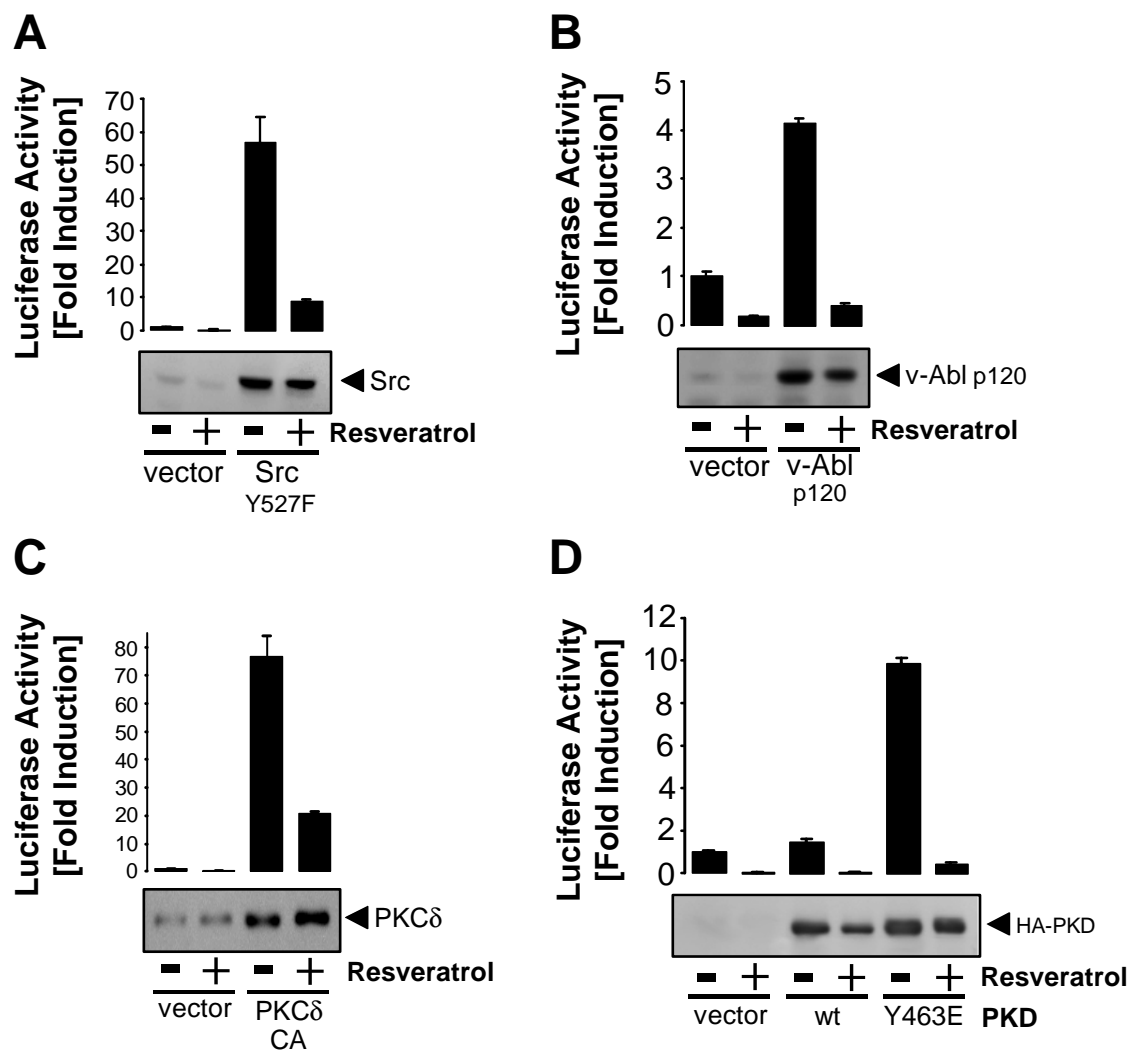 A
Luciferase Activity
[Fold Induction]
70
60
50
40
30
20
10
0
Src
- + - + Resveratrol
vector Src
Y527F
B
Luciferase Activity
[Fold Induction]
5
4
3
2
1
0
v-Abl p120
- + - + Resveratrol
vector v-Abl
p120
C
Luciferase Activity
[Fold Induction]
80
70
60
50
40
30
20
10
0
PKCδ
- + - + Resveratrol
vector PKCδ
CA
D
Luciferase Activity
[Fold Induction]
12
10
8
6
4
2
0
HA-PKD
- + - + - + Resveratrol
vector wt Y463E PKD